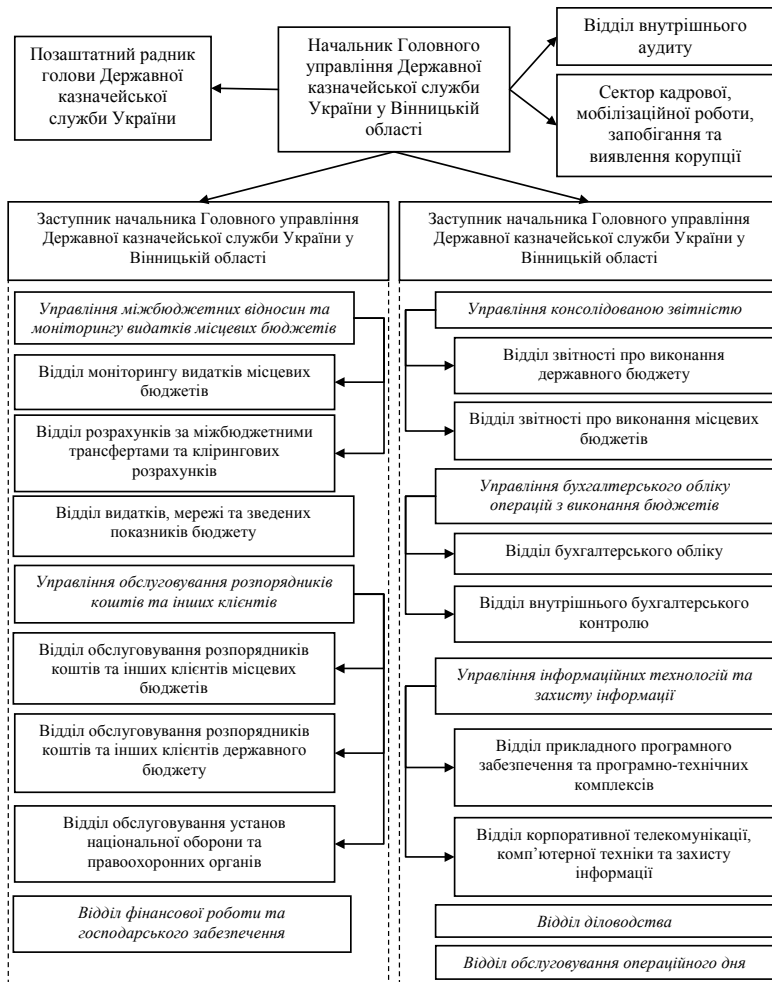 Позаштатний радник
голови Державної
казначейської
служби України
Начальник Головного
управління Державної
казначейської служби
України у Вінницькій
області
Відділ внутрішнього
аудиту
Сектор кадрової,
мобілізаційної роботи,
запобігання та
виявлення корупції
Заступник начальника Головного управління
Державної казначейської служби України у
Вінницькій області
Управління міжбюджетних відносин та
моніторингу видатків місцевих бюджетів
Відділ моніторингу видатків місцевих
бюджетів
Відділ розрахунків за міжбюджетними
трансфертами та клірингових
розрахунків
Відділ видатків, мережі та зведених
показників бюджету
Управління обслуговування розпорядників
коштів та інших клієнтів
Відділ обслуговування розпорядників
коштів та інших клієнтів місцевих
бюджетів
Відділ обслуговування розпорядників
коштів та інших клієнтів державного
бюджету
Відділ обслуговування установ
національної оборони та
правоохоронних органів
Відділ фінансової роботи та
господарського забезпечення
Заступник начальника Головного управління
Державної казначейської служби України у
Вінницькій області
Управління консолідованою звітністю
Відділ звітності про виконання
державного бюджету
Відділ звітності про виконання місцевих
бюджетів
Управління бухгалтерського обліку
операцій з виконання бюджетів
Відділ бухгалтерського обліку
Відділ внутрішнього бухгалтерського
контролю
Управління інформаційних технологій та
захисту інформації
Відділ прикладного програмного
забезпечення та програмно-технічних
комплексів
Відділ корпоративної телекомунікації,
комп’ютерної техніки та захисту
інформації
Відділ діловодства
Відділ обслуговування операційного дня